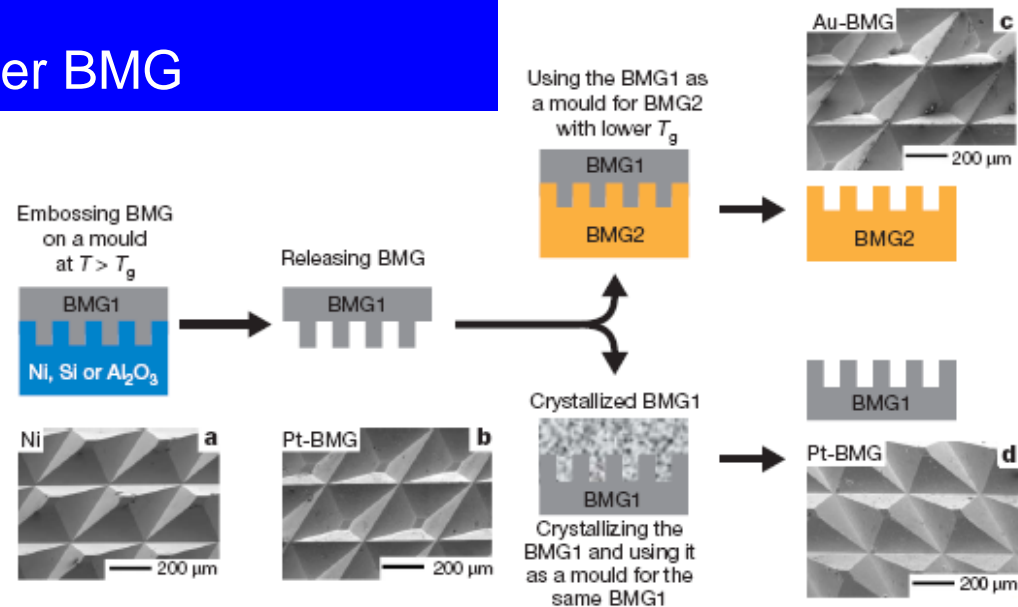 er BMG
Embossing BMG
on a mould
at T > Tg
BMG1
Ni, Si or Al2O3
Releasing BMG
BMG1
Using the BMG1 as
a mould for BMG2
with lower Tg
BMG1
BMG2
Au-BMG
c
200 μm
BMG2
Ni
a
200 μm
Pt-BMG
b
200 μm
Crystallized BMG1
BMG1
Crystallizing the
BMG1 and using it
as a mould for the
same BMG1
BMG1
Pt-BMG
d
200 μm